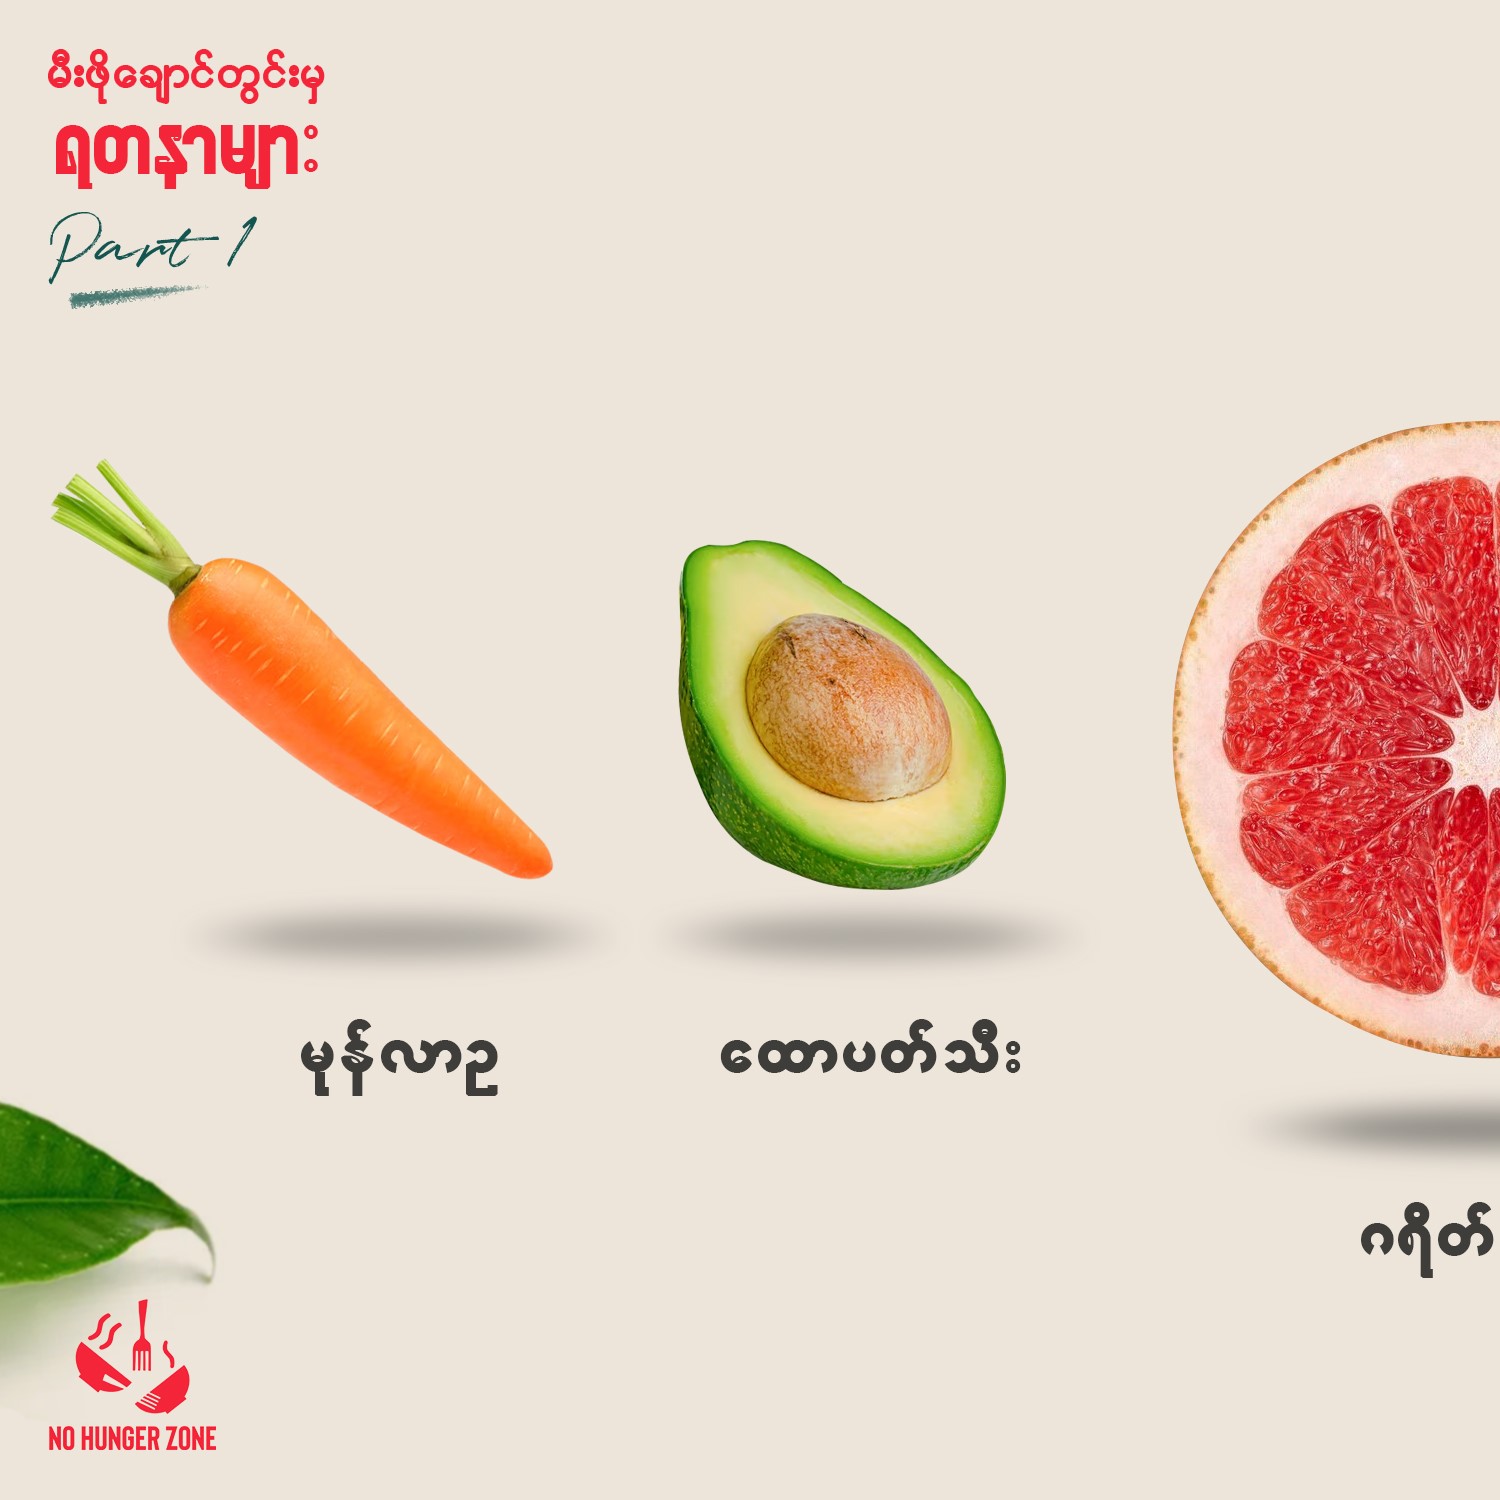 မီးဖိုချောင်တွင်းမှ
ရတနာများ
Part 1
မုန်လာဥ
ထောပတ်သီး
ဂရိတ်
NO HUNGER ZONE